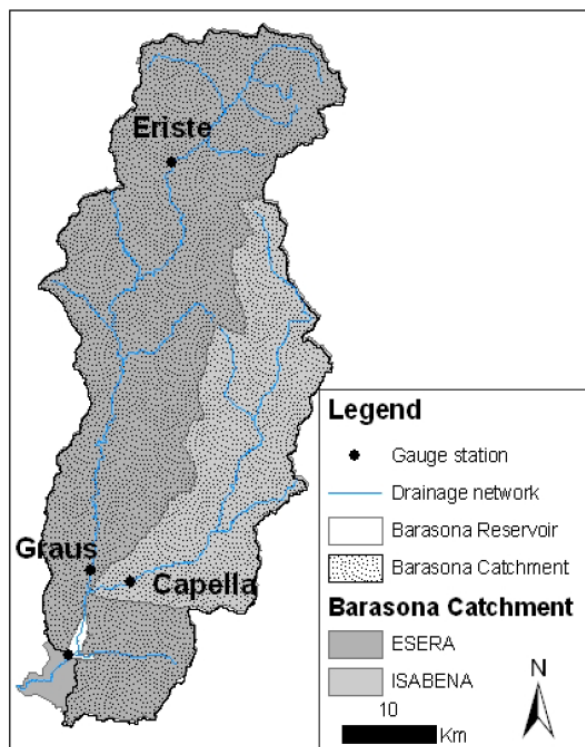 Eriste
Graus
Capella
Legend
Gauge station
Drainage network
Barasona Reservoir
Barasona Catchment
Barasona Catchment
ESERA
ISABENA
N
10
Km